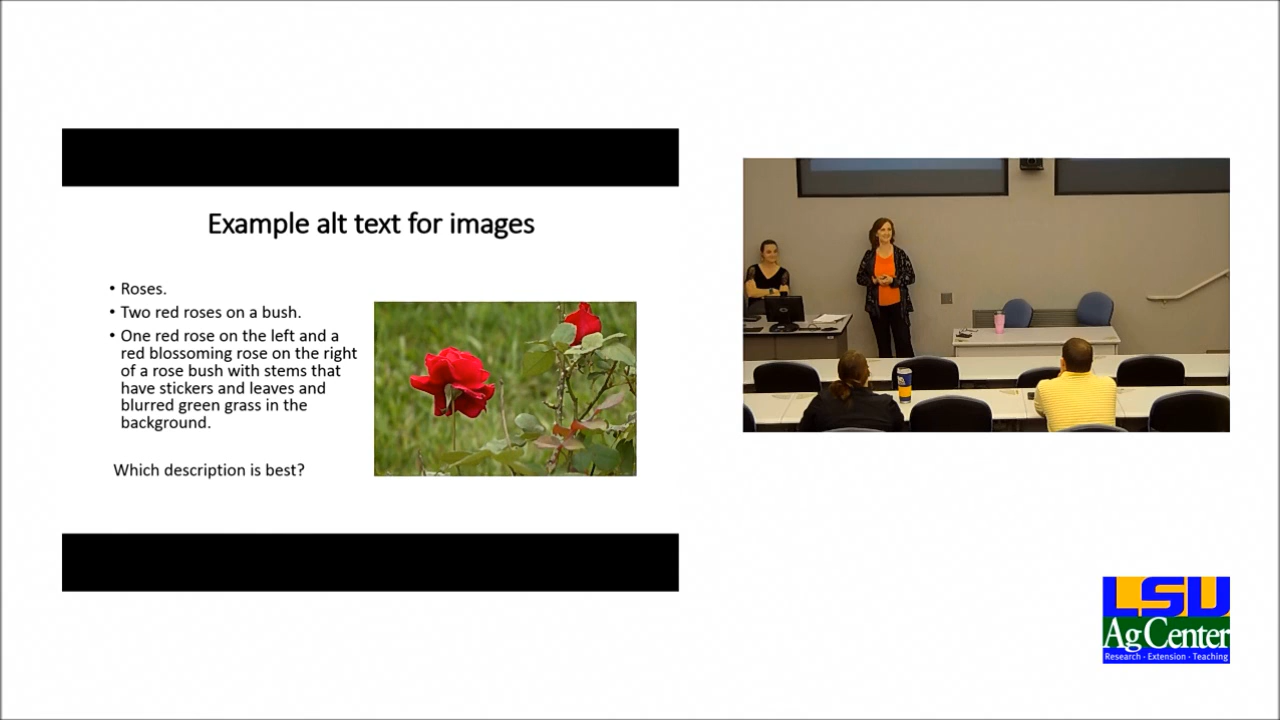 Example alt text for images
• Roses.
• Two red roses on a bush.
• One red rose on the left and a
red blossoming rose on the right
of a rose bush with stems that
have stickers and leaves and
blurred green grass in the
background.
Which description is best?
LSU
AgCenter
Research · Extension · Teaching